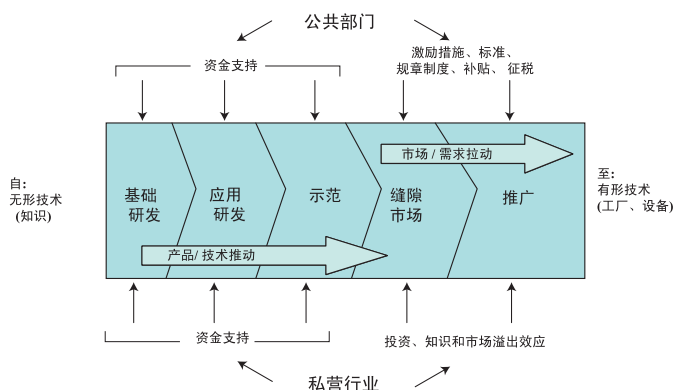 公共部门
资金支持
激励措施、标准、
规章制度、补贴、 征税
市场 / 需求拉动
自:
无形技术
(知识)
基础
研发
应用
研发
示范
缝隙
市场
推广
至:
有形技术
(工厂、设备)
产品/ 技术推动
资金支持
投资、知识和市场溢出效应
私营行业